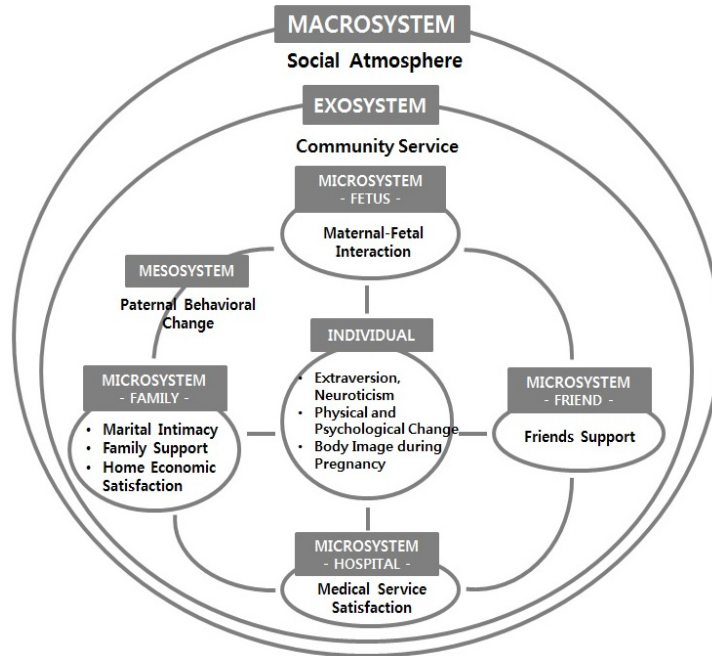 MACROSYSTEM
Social Atmosphere
EXOSYSTEM
Community Service
MICROSYSTEM
- FETUS -
Maternal-Fetal
Interaction
MESOSYSTEM
Paternal Behavioral
Change
INDIVIDUAL
• Extraversion,
Neuroticism
• Physical and
Psychological Change
• Body Image during
Pregnancy
MICROSYSTEM
- FAMILY -
• Marital Intimacy
• Family Support
• Home Economic
Satisfaction
MICROSYSTEM
- FRIEND -
Friends Support
MICROSYSTEM
- HOSPITAL -
Medical Service
Satisfaction